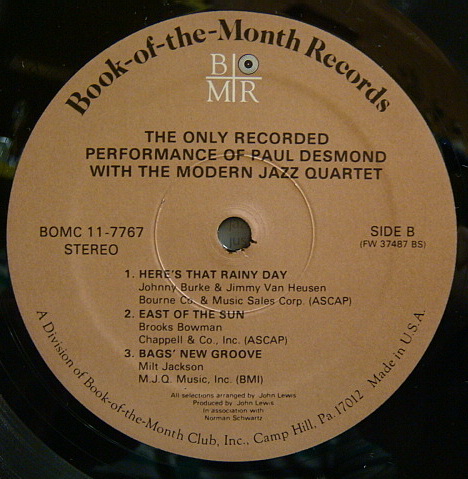 Book-of-the-Month Records
B O
M R
THE ONLY RECORDED
PERFORMANCE OF PAUL DESMOND
WITH THE MODERN JAZZ QUARTET
BOMC 11-7767
STEREO
SIDE B
(FW 37487 BS)
1. HERE'S THAT RAINY DAY
Johnny Burke & Jimmy Van Heusen
Bourne Co. & Music Sales Corp. (ASCAP)
2. EAST OF THE SUN
Brooks Bowman
Chappell & Co., Inc. (ASCAP)
3. BAGS' NEW GROOVE
Milt Jackson
M.J.Q. Music, Inc. (BMI)
All selections arranged by John Lewis
Produced by John Lewis
In association with
Norman Schwartz
A Division of Book-of-the-Month Club, Inc., Camp Hill, Pa. 17012 Made in U.S.A.